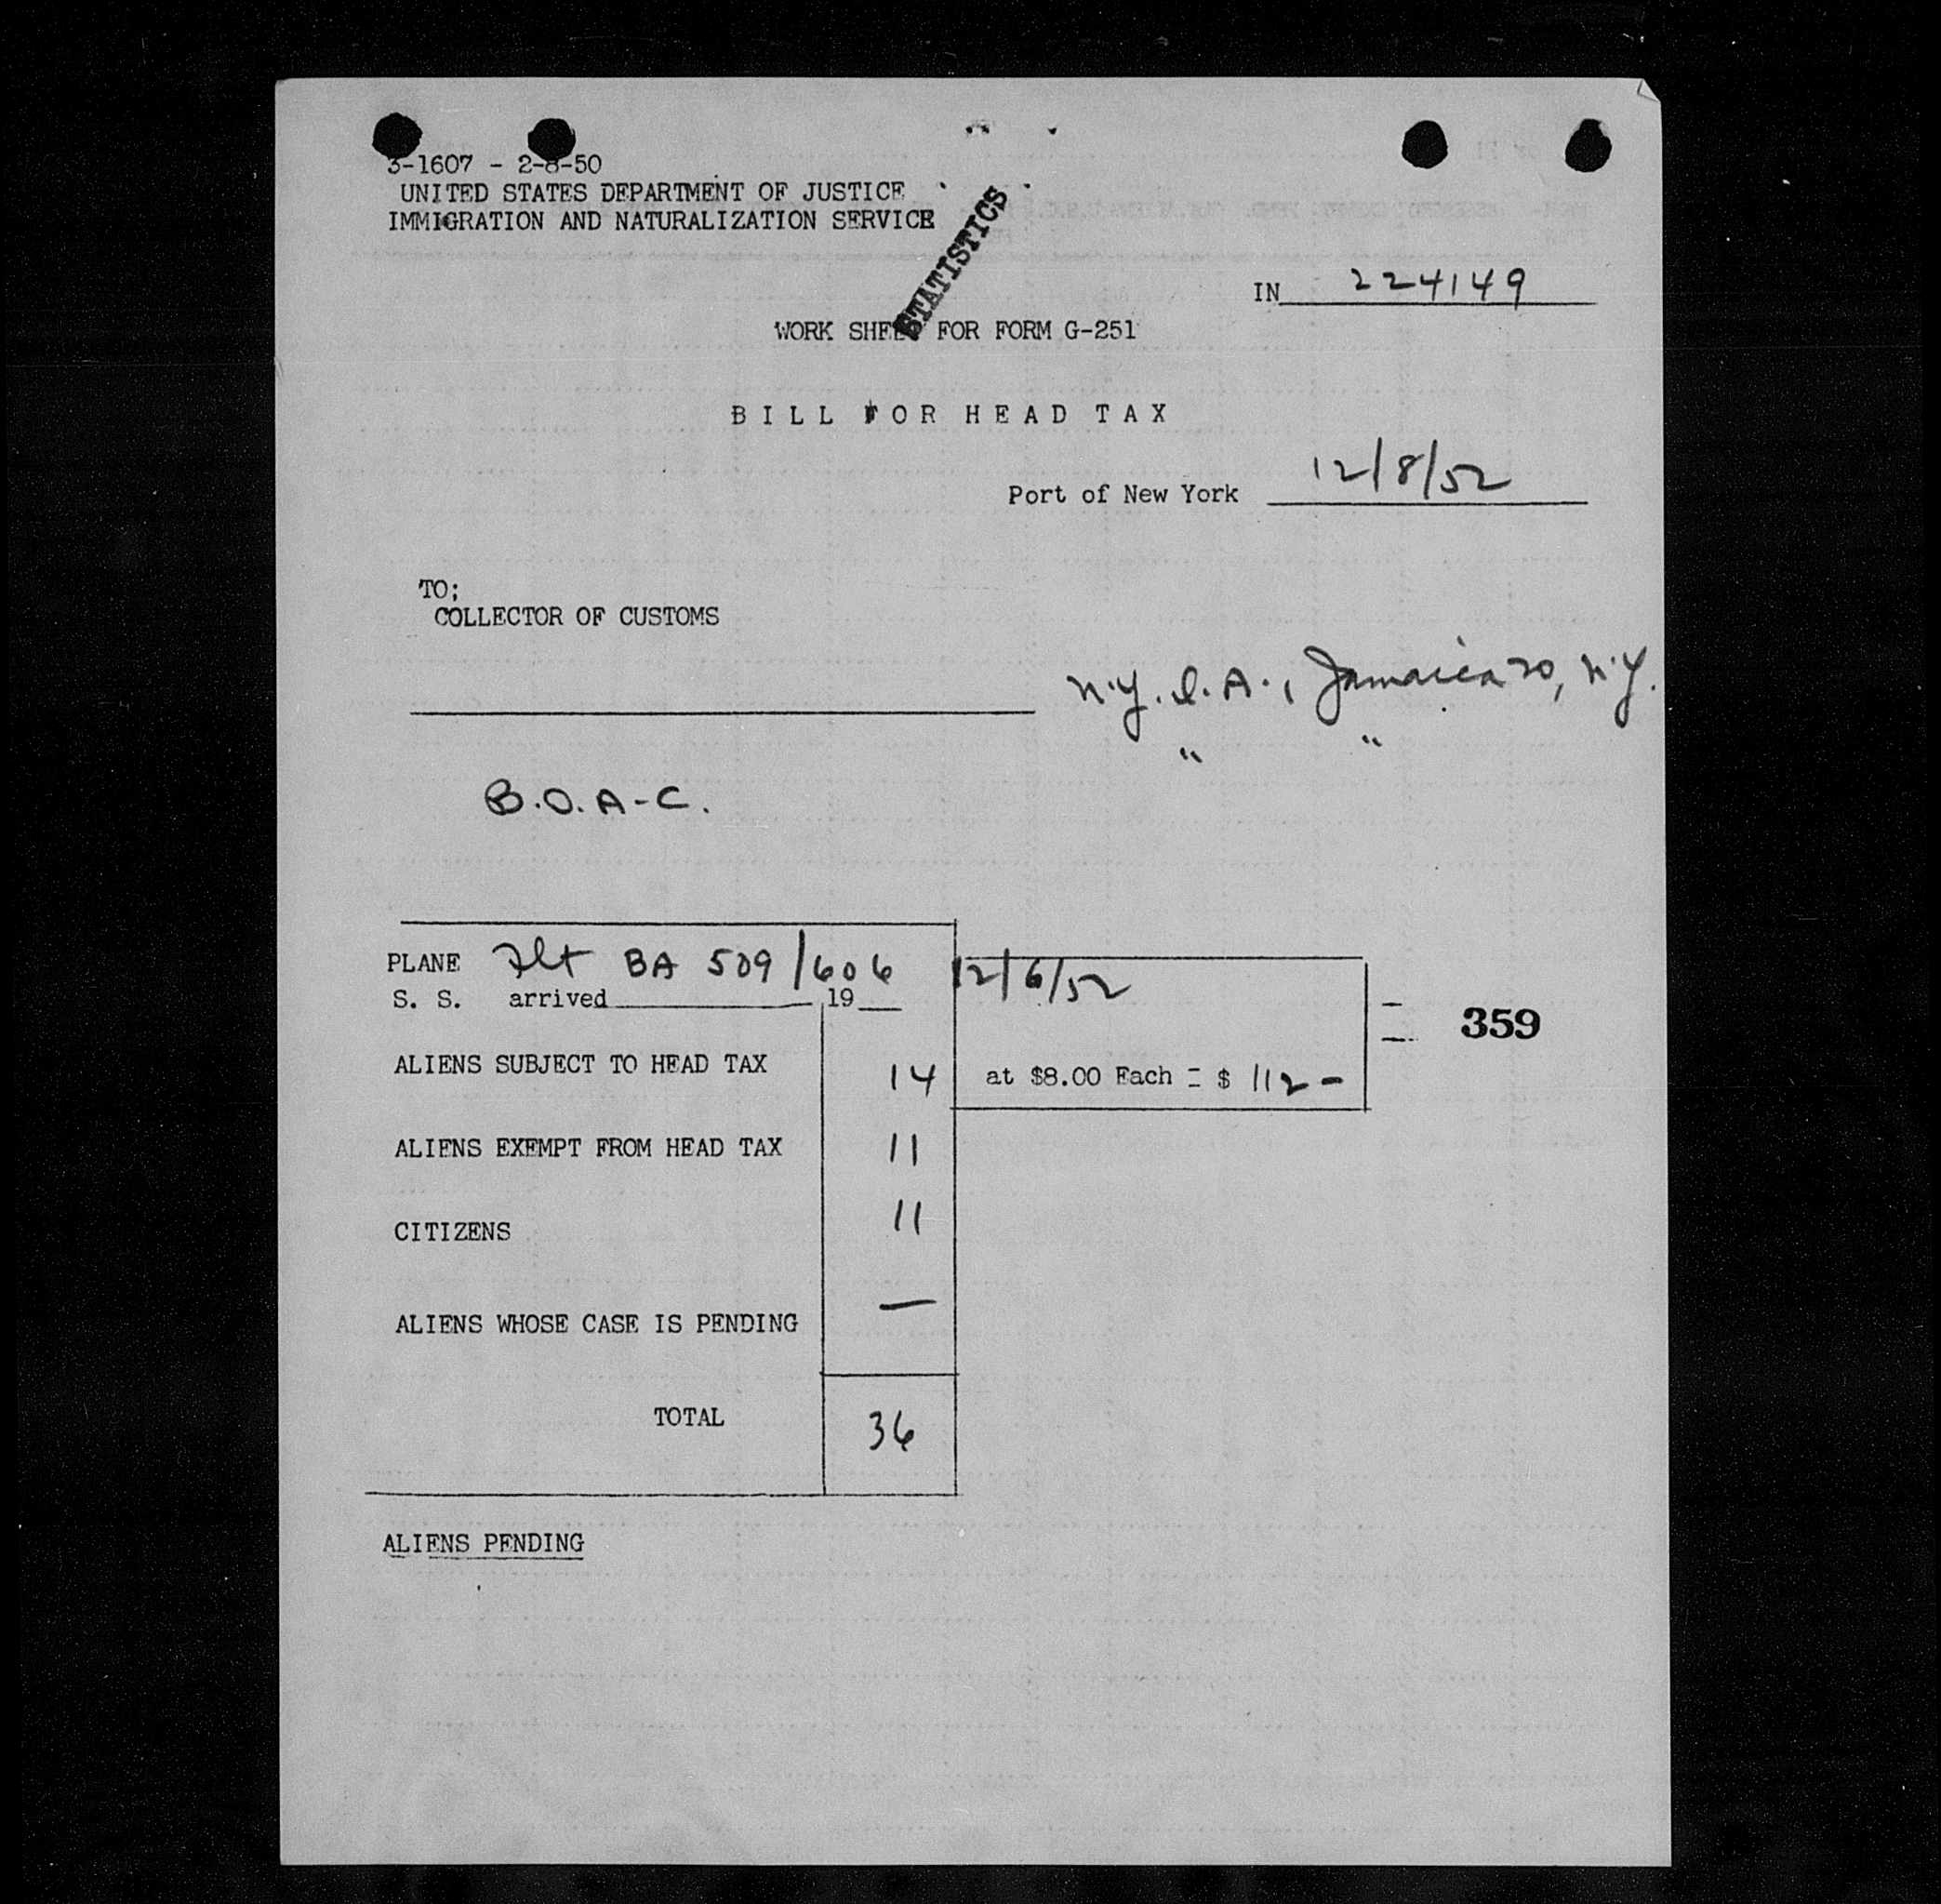 3-1607 - 2-8-50
UNITED STATES DEPARTMENT OF JUSTICE
IMMIGRATION AND NATURALIZATION SERVICE
STATISTICS
IN 224149
WORK SHEET FOR FORM G-251
BILL FOR HEAD TAX
Port of New York 12/8/52
TO;
COLLECTOR OF CUSTOMS
N.Y. I. A., Jamaica 20, N.Y.
" "
B.O.A-C.
PLANE Flt BA 509/606 12/6/52
S. S. arrived , 19
359
ALIENS SUBJECT TO HEAD TAX 14 at $8.00 Each = $ 112 -
ALIENS EXEMPT FROM HEAD TAX 11
CITIZENS 11
ALIENS WHOSE CASE IS PENDING —
TOTAL 36
ALIENS PENDING